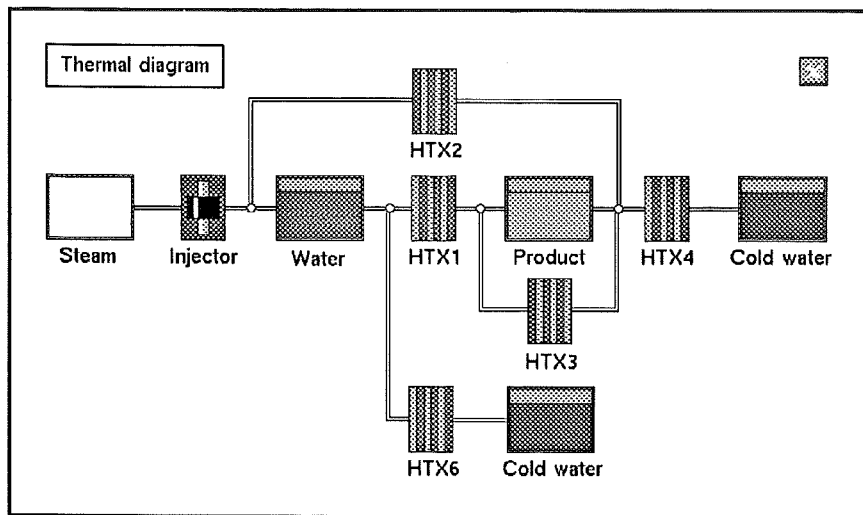 Thermal diagram
HTX2
Steam
Injector
Water
HTX1
Product
HTX4
Cold water
HTX3
HTX6
Cold water